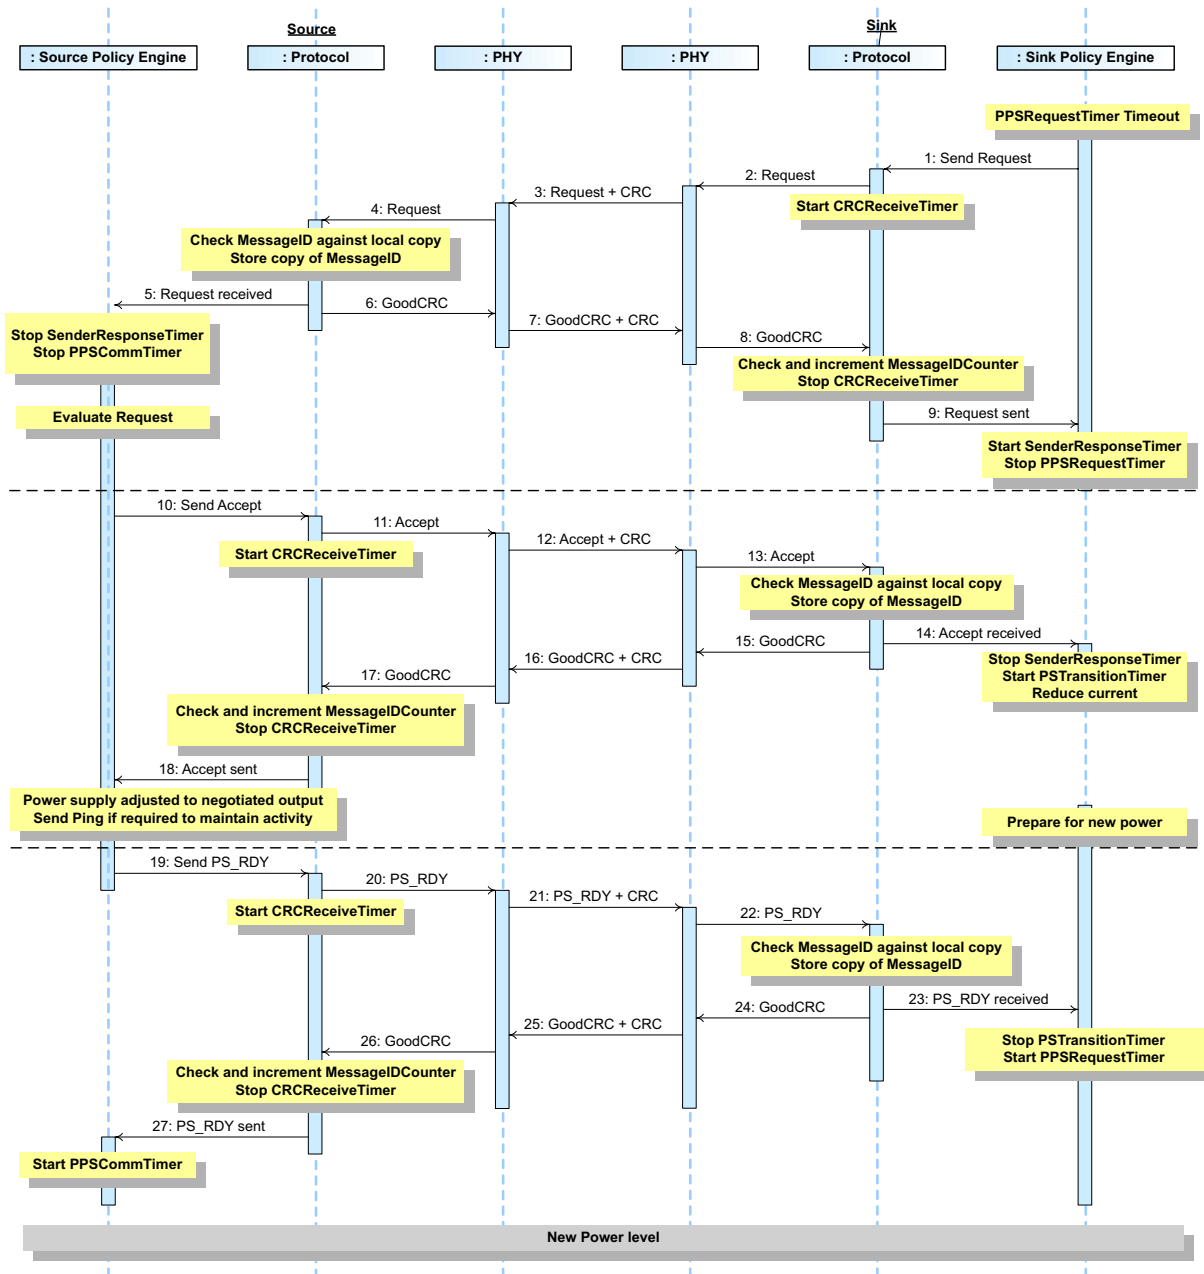 Source
Sink
: Source Policy Engine
: Protocol
: PHY
: PHY
: Protocol
: Sink Policy Engine
PPSRequestTimer Timeout
1: Send Request
2: Request
3: Request + CRC
Start CRCReceiveTimer
4: Request
Check MessageID against local copy
Store copy of MessageID
5: Request received
6: GoodCRC
7: GoodCRC + CRC
Stop SenderResponseTimer
Stop PPSCommTimer
8: GoodCRC
Check and increment MessageIDCounter
Stop CRCReceiveTimer
Evaluate Request
9: Request sent
Start SenderResponseTimer
Stop PPSRequestTimer
10: Send Accept
11: Accept
12: Accept + CRC
Start CRCReceiveTimer
13: Accept
Check MessageID against local copy
Store copy of MessageID
14: Accept received
15: GoodCRC
16: GoodCRC + CRC
17: GoodCRC
Stop SenderResponseTimer
Start PSTransitionTimer
Reduce current
Check and increment MessageIDCounter
Stop CRCReceiveTimer
18: Accept sent
Power supply adjusted to negotiated output
Send Ping if required to maintain activity
Prepare for new power
19: Send PS_RDY
20: PS_RDY
21: PS_RDY + CRC
Start CRCReceiveTimer
22: PS_RDY
Check MessageID against local copy
Store copy of MessageID
23: PS_RDY received
24: GoodCRC
25: GoodCRC + CRC
26: GoodCRC
Stop PSTransitionTimer
Start PPSRequestTimer
Check and increment MessageIDCounter
Stop CRCReceiveTimer
27: PS_RDY sent
Start PPSCommTimer
New Power level